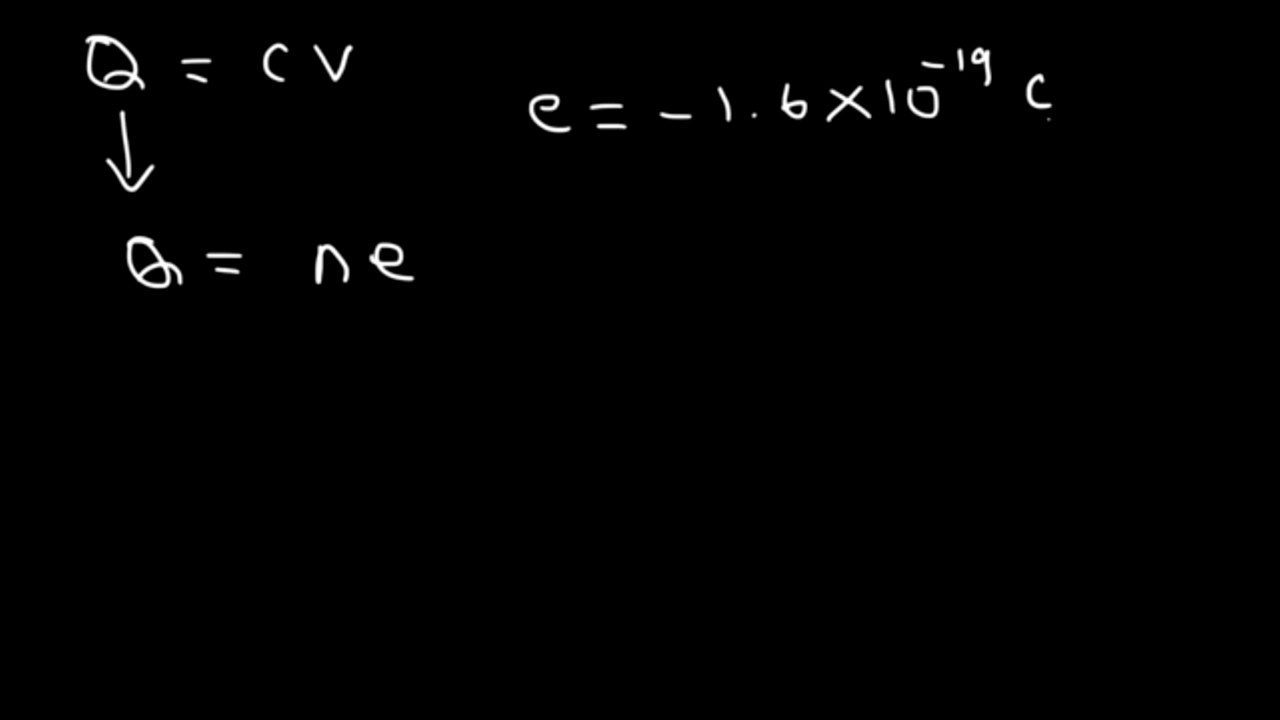 Q = cv
e = -1.6×10⁻¹⁹ C
Q = ne